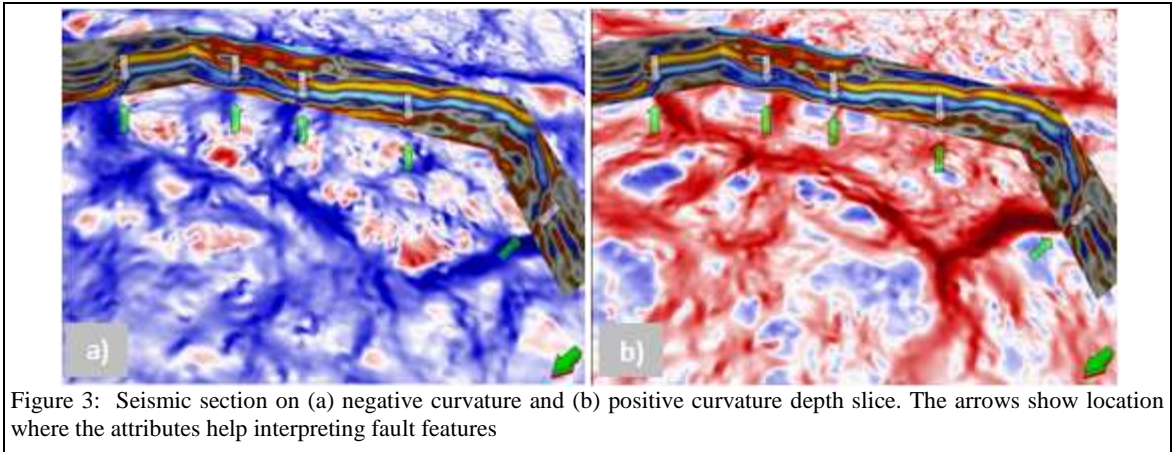 a)
b)
Figure 3: Seismic section on (a) negative curvature and (b) positive curvature depth slice. The arrows show location
where the attributes help interpreting fault features